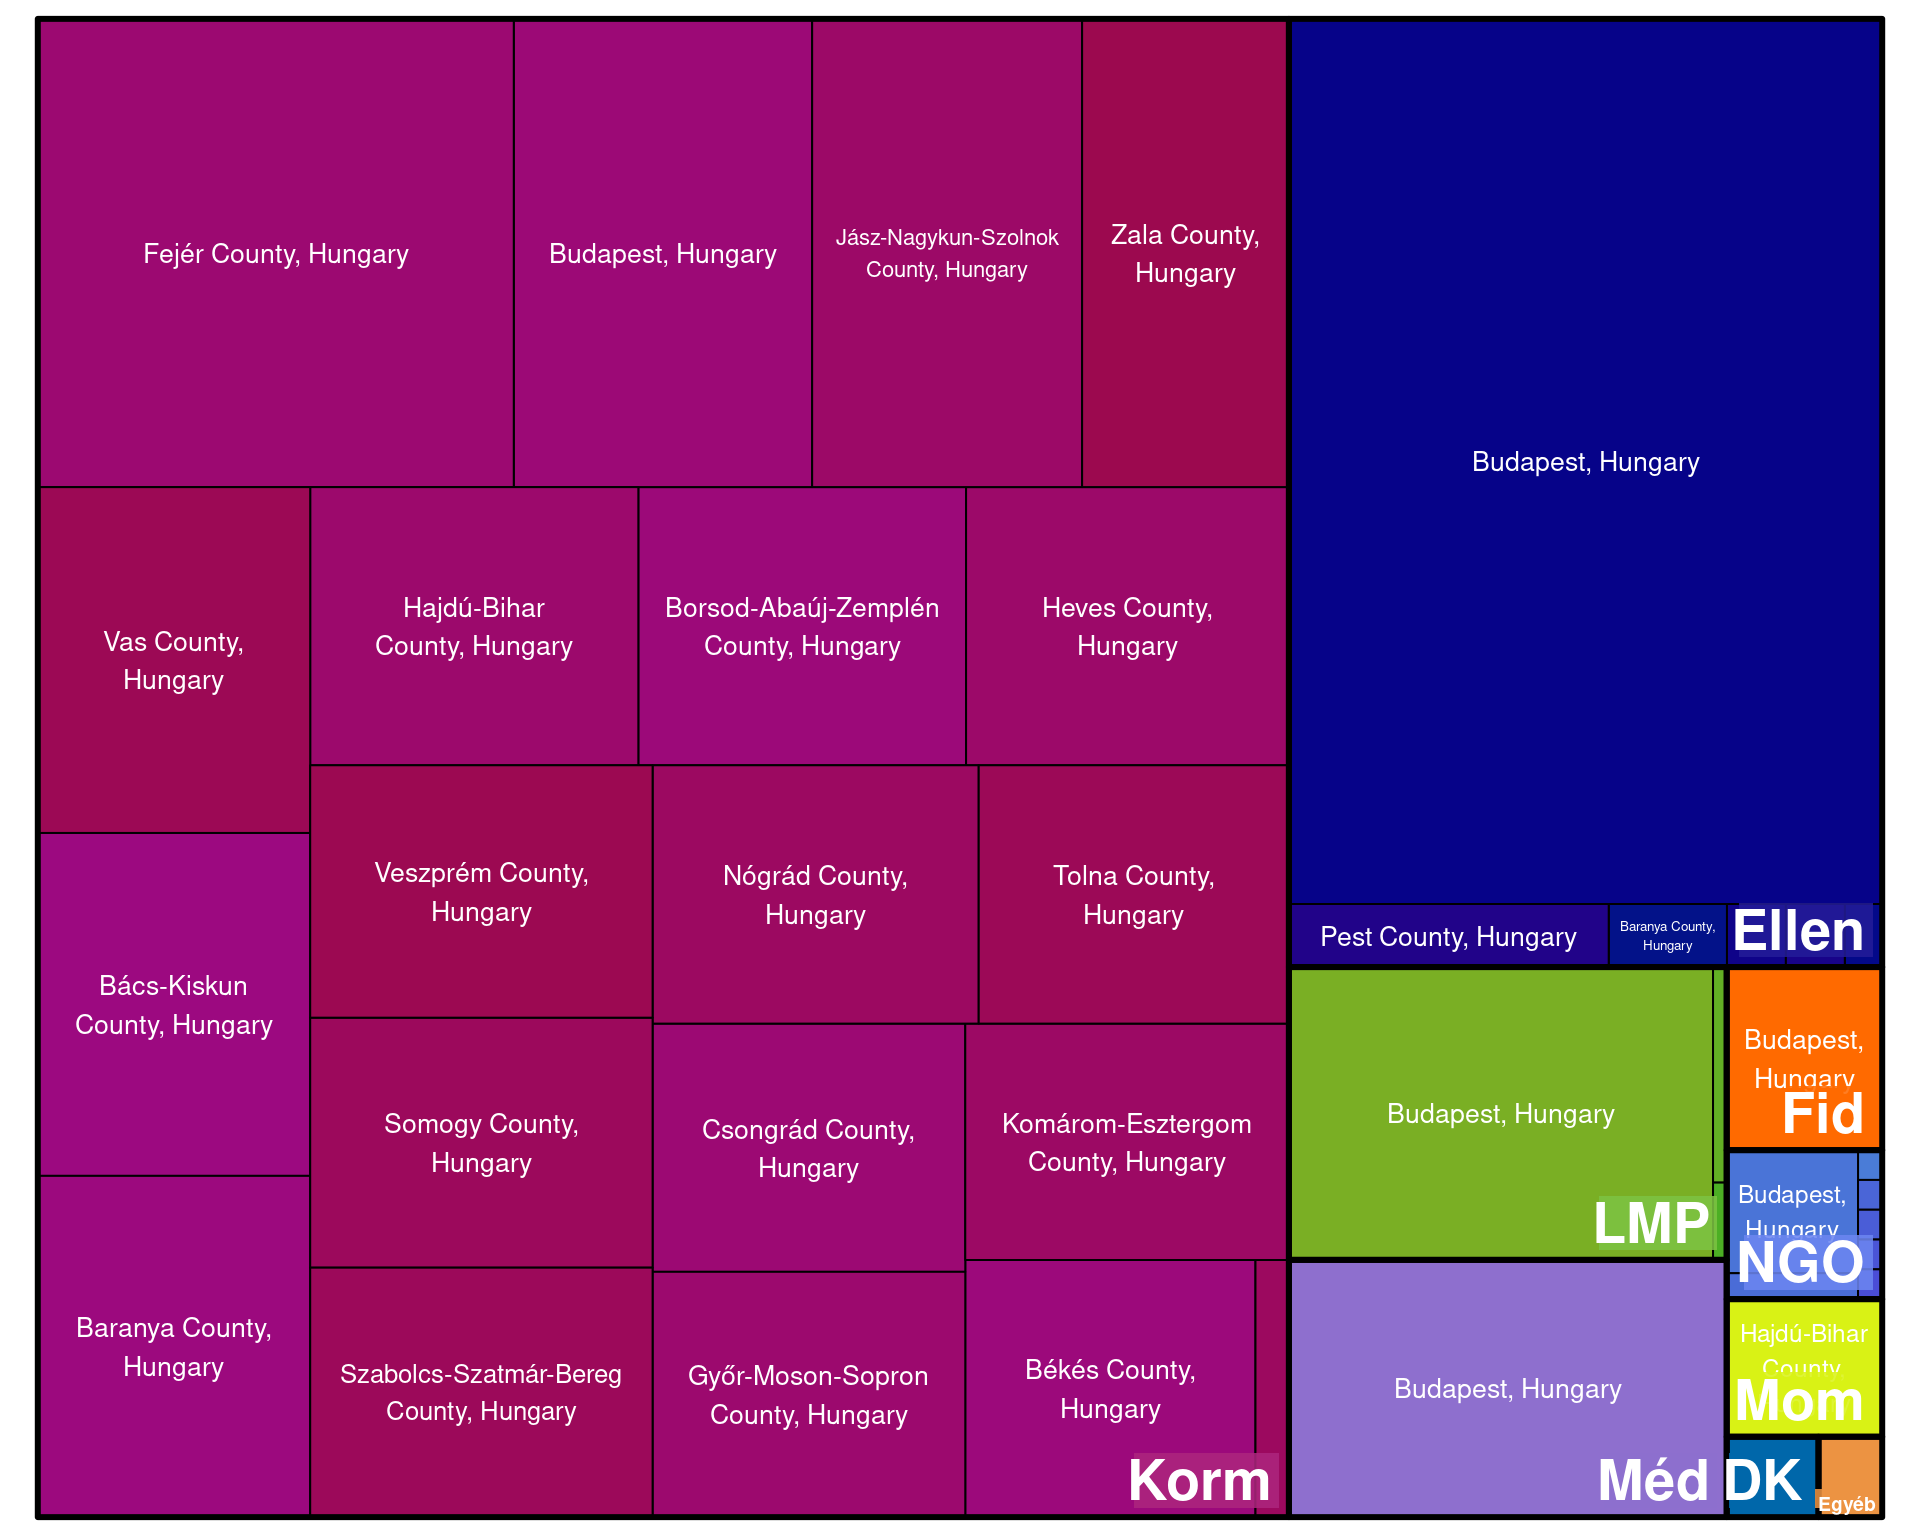 Fejér County, Hungary
Budapest, Hungary
Jász-Nagykun-Szolnok
County, Hungary
Zala County,
Hungary
Vas County,
Hungary
Hajdú-Bihar
County, Hungary
Borsod-Abaúj-Zemplén
County, Hungary
Heves County,
Hungary
Veszprém County,
Hungary
Nógrád County,
Hungary
Tolna County,
Hungary
Bács-Kiskun
County, Hungary
Somogy County,
Hungary
Csongrád County,
Hungary
Komárom-Esztergom
County, Hungary
Baranya County,
Hungary
Szabolcs-Szatmár-Bereg
County, Hungary
Győr-Moson-Sopron
County, Hungary
Békés County,
Hungary
Korm
Budapest, Hungary
Pest County, Hungary
Baranya County,
Hungary
Ellen
Budapest, Hungary
LMP
Budapest,
Hungary
Fid
Budapest,
Hungary
NGO
Hajdú-Bihar
County,
Mom
Budapest, Hungary
Méd
DK
Egyéb